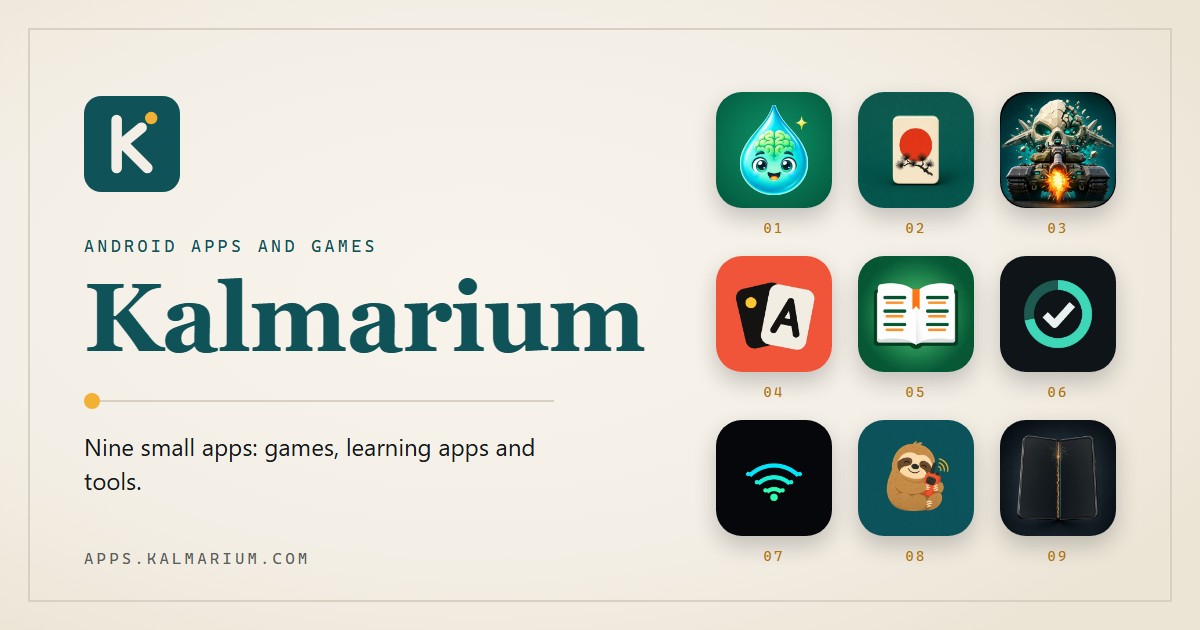 K
ANDROID APPS AND GAMES
Kalmarium
Nine small apps: games, learning apps and
tools.
APPS.KALMARIUM.COM
01 02 03
A
04 05 06
07 08 09